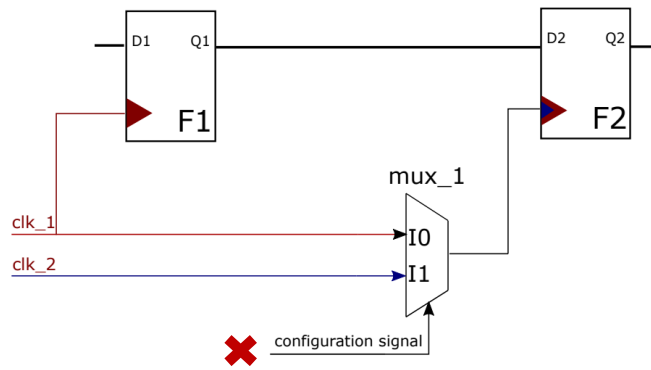 D1
Q1
D2
Q2
F1
F2
mux_1
clk_1
I0
clk_2
I1
configuration signal